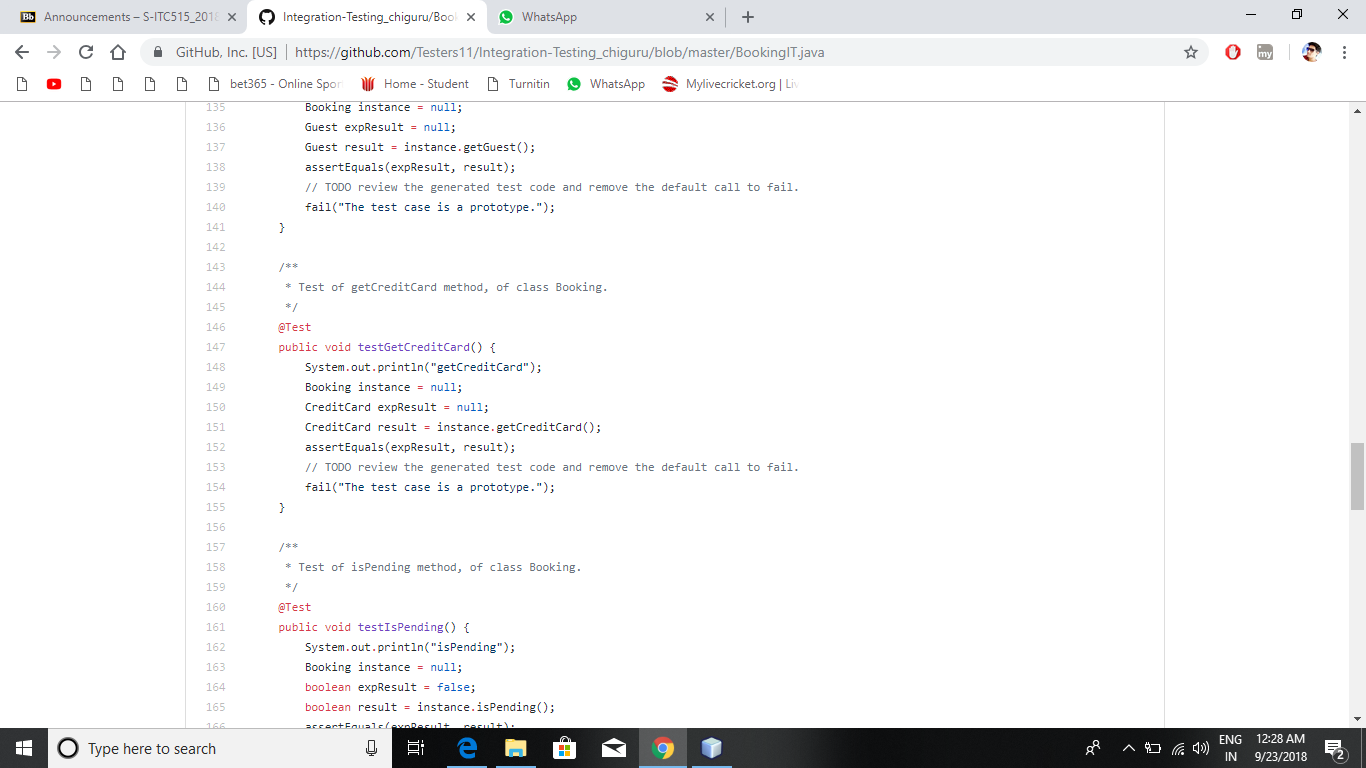 Announcements – S-ITC515_2018
Integration-Testing_chiguru/Book
WhatsApp
GitHub, Inc. [US] | https://github.com/Testers11/Integration-Testing_chiguru/blob/master/BookingIT.java
my
bet365 - Online Spor
Home - Student
Turnitin
WhatsApp
Mylivecricket.org | Liv
135 Booking instance = null;
136 Guest expResult = null;
137 Guest result = instance.getGuest();
138 assertEquals(expResult, result);
139 // TODO review the generated test code and remove the default call to fail.
140 fail("The test case is a prototype.");
141 }
142
143 /**
144 * Test of getCreditCard method, of class Booking.
145 */
146 @Test
147 public void testGetCreditCard() {
148 System.out.println("getCreditCard");
149 Booking instance = null;
150 CreditCard expResult = null;
151 CreditCard result = instance.getCreditCard();
152 assertEquals(expResult, result);
153 // TODO review the generated test code and remove the default call to fail.
154 fail("The test case is a prototype.");
155 }
156
157 /**
158 * Test of isPending method, of class Booking.
159 */
160 @Test
161 public void testIsPending() {
162 System.out.println("isPending");
163 Booking instance = null;
164 boolean expResult = false;
165 boolean result = instance.isPending();
166 assertEquals(expResult, result);
Type here to search
ENG
IN
12:28 AM
9/23/2018
2